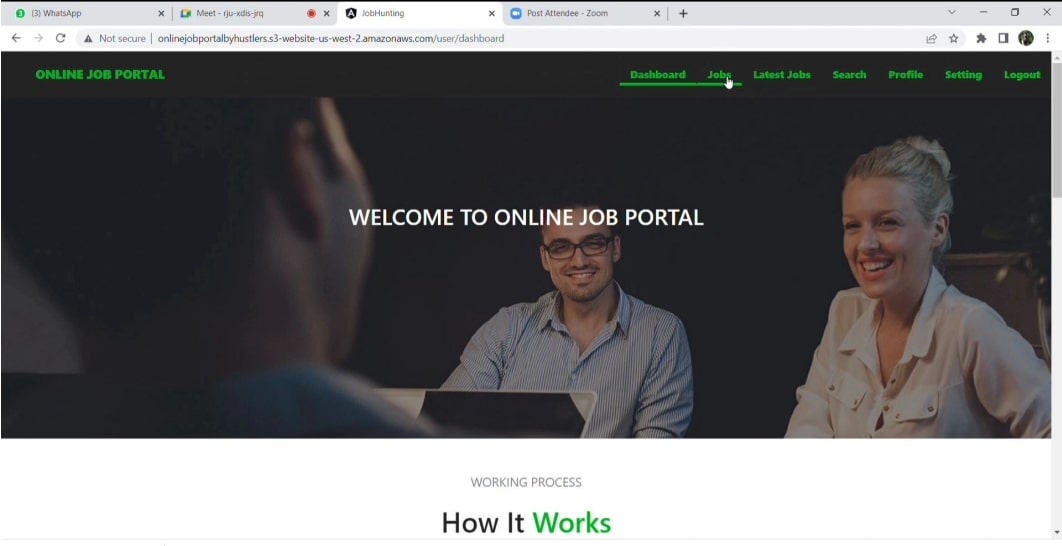 (3) WhatsApp
Meet - rju-xdis-jrq
JobHunting
Post Attendee - Zoom
Not secure | onlinejobportalbyhustlers.s3-website-us-west-2.amazonaws.com/user/dashboard
ONLINE JOB PORTAL
Dashboard
Jobs
Latest Jobs
Search
Profile
Setting
Logout
WELCOME TO ONLINE JOB PORTAL
WORKING PROCESS
How It Works